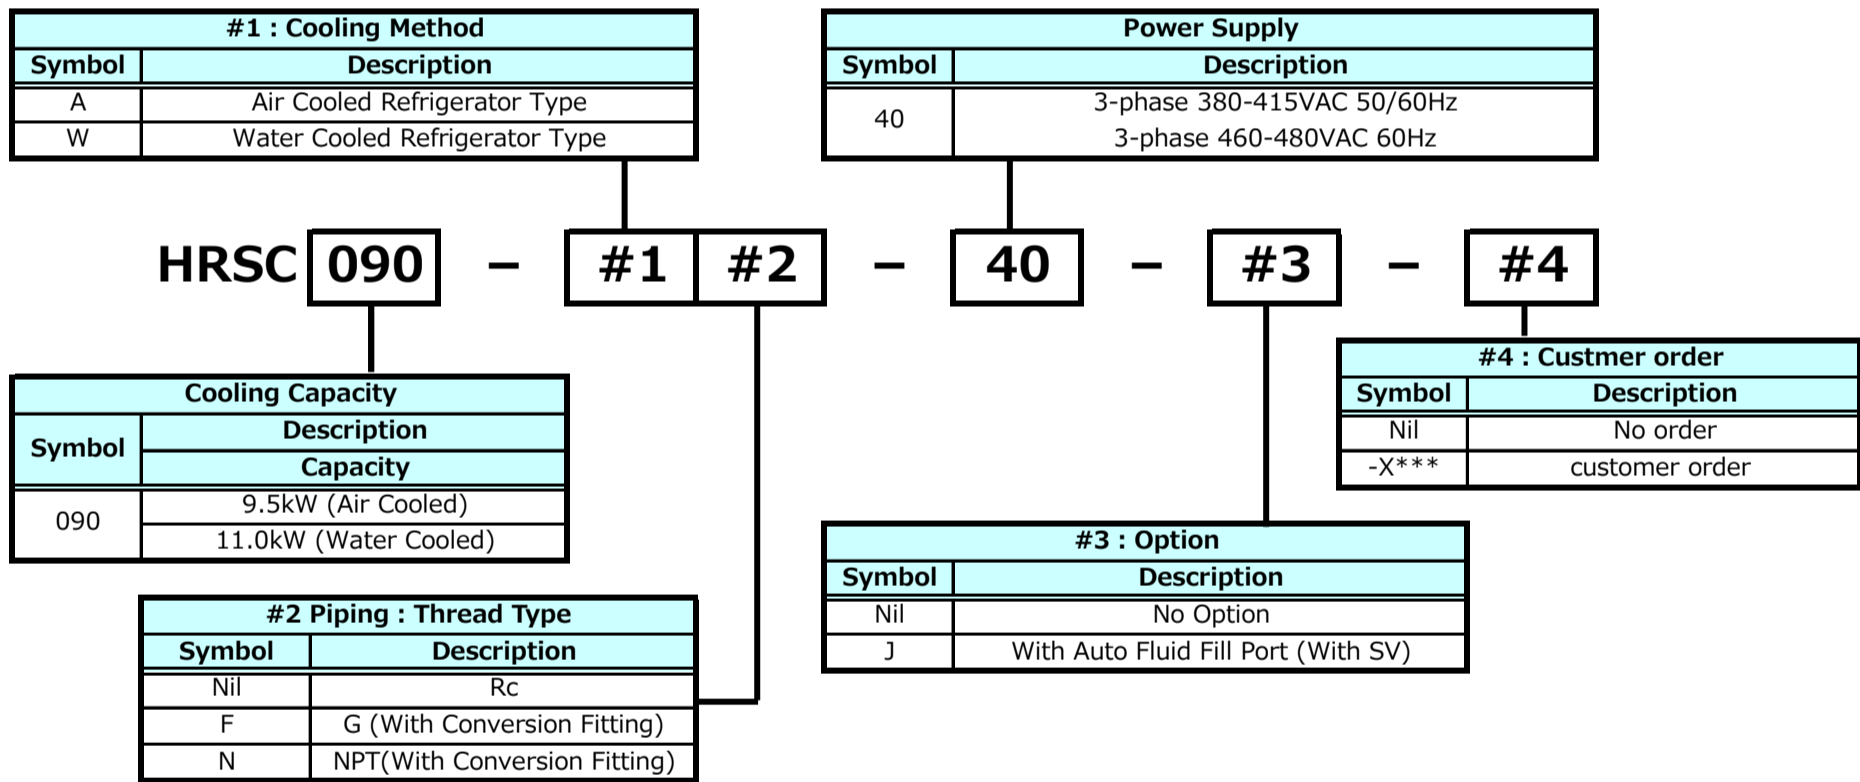 #1 : Cooling Method
Symbol Description
A Air Cooled Refrigerator Type
W Water Cooled Refrigerator Type
Power Supply
Symbol Description
40 3-phase 380-415VAC 50/60Hz
3-phase 460-480VAC 60Hz
HRSC 090 – #1 #2 – 40 – #3 – #4
Cooling Capacity
Symbol Description
Capacity
090 9.5kW (Air Cooled)
11.0kW (Water Cooled)
#4 : Custmer order
Symbol Description
Nil No order
-X*** customer order
#3 : Option
Symbol Description
Nil No Option
J With Auto Fluid Fill Port (With SV)
#2 Piping : Thread Type
Symbol Description
Nil Rc
F G (With Conversion Fitting)
N NPT(With Conversion Fitting)